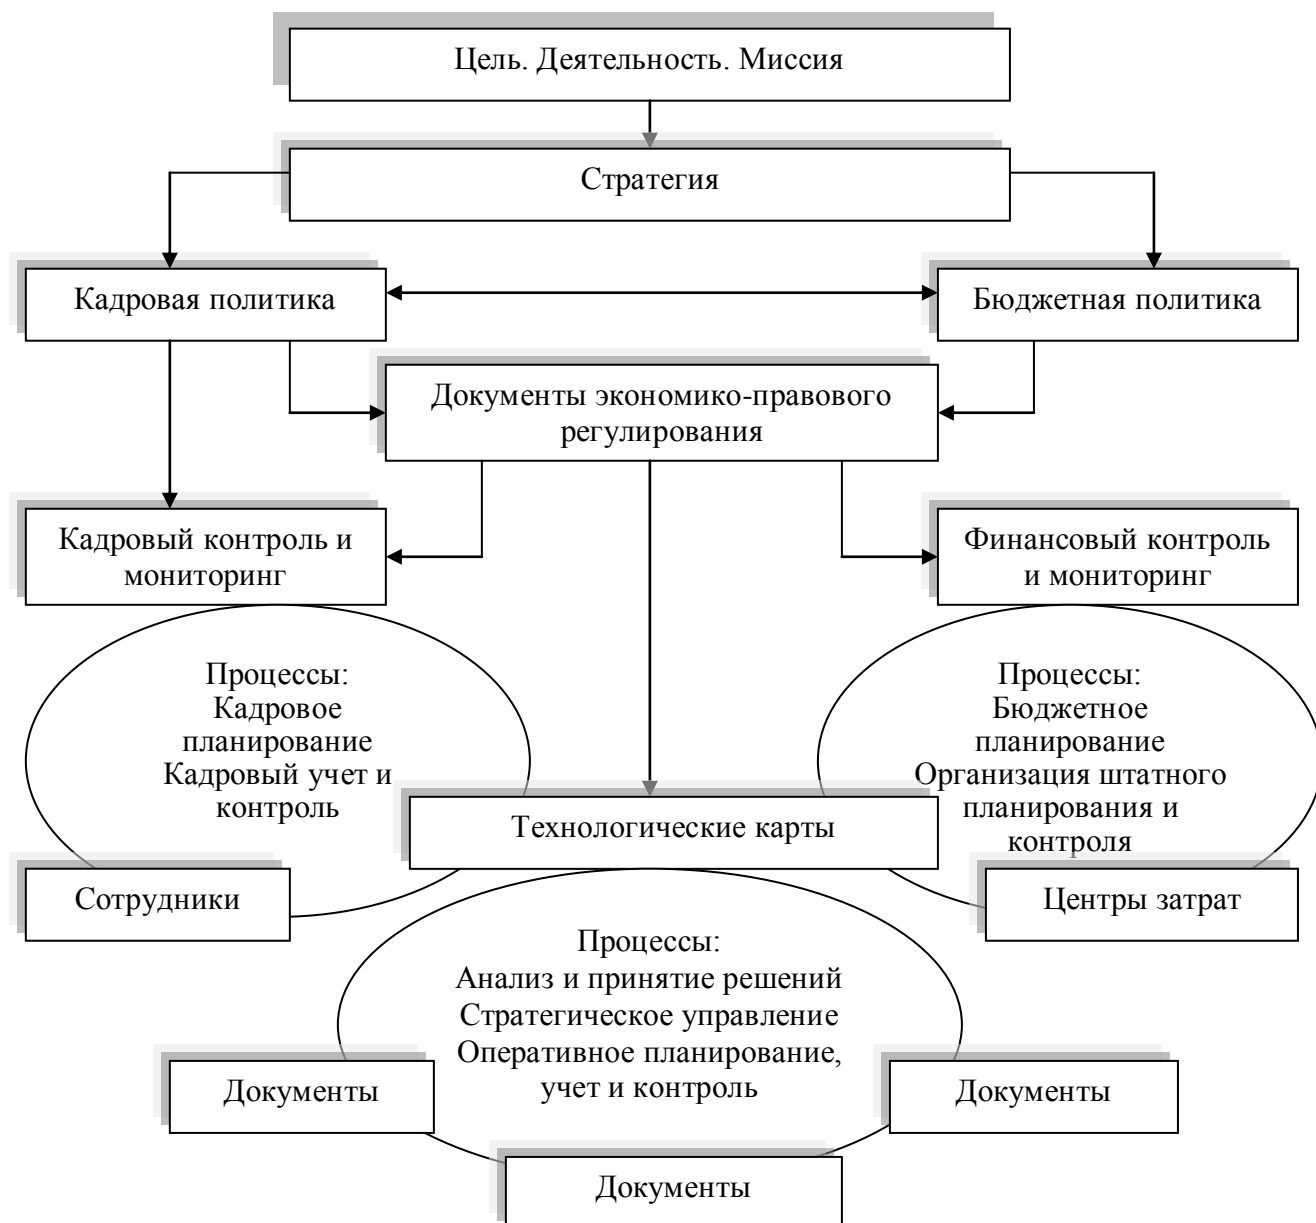 Цель. Деятельность. Миссия
Стратегия
Кадровая политика
Бюджетная политика
Документы экономико-правового
регулирования
Кадровый контроль и
мониторинг
Финансовый контроль
и мониторинг
Процессы:
Кадровое
планирование
Кадровый учет и
контроль
Процессы:
Бюджетное
планирование
Организация штатного
планирования и
контроля
Технологические карты
Сотрудники
Центры затрат
Процессы:
Анализ и принятие решений
Стратегическое управление
Оперативное планирование,
учет и контроль
Документы
Документы
Документы